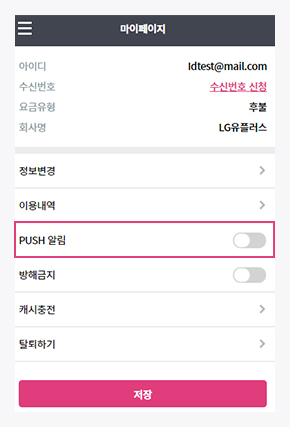 마이페이지
아이디 Idtest@mail.com
수신번호 수신번호 신청
요금유형 후불
회사명 LG유플러스
정보변경
이용내역
PUSH 알림
방해금지
캐시충전
탈퇴하기
저장